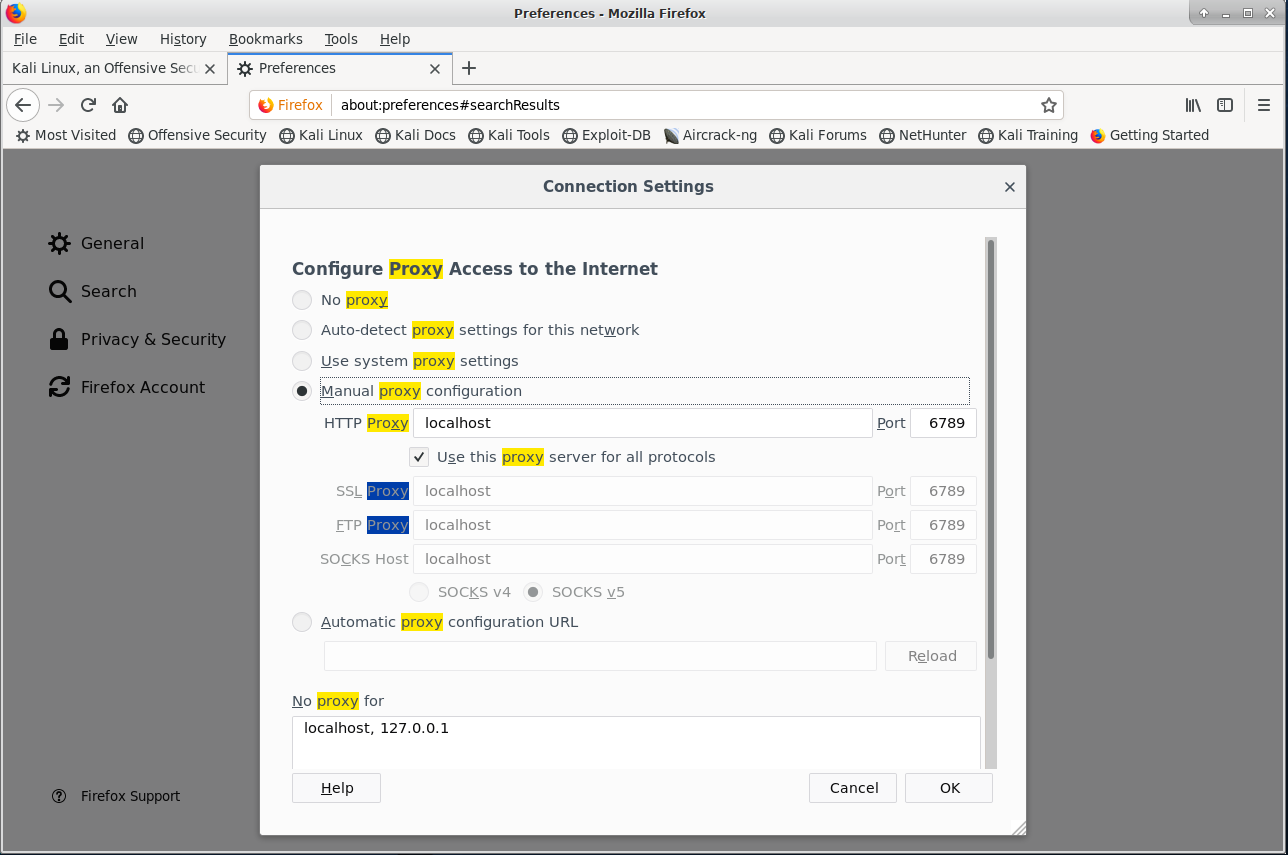 Preferences - Mozilla Firefox
File Edit View History Bookmarks Tools Help
Kali Linux, an Offensive Sec Preferences
Firefox about:preferences#searchResults
Most Visited Offensive Security Kali Linux Kali Docs Kali Tools Exploit-DB Aircrack-ng Kali Forums NetHunter Kali Training Getting Started
General
Search
Privacy & Security
Firefox Account
Firefox Support
Connection Settings
Configure Proxy Access to the Internet
No proxy
Auto-detect proxy settings for this network
Use system proxy settings
Manual proxy configuration
HTTP Proxy localhost Port 6789
Use this proxy server for all protocols
SSL Proxy localhost Port 6789
FTP Proxy localhost Port 6789
SOCKS Host localhost Port 6789
SOCKS v4 SOCKS v5
Automatic proxy configuration URL
Reload
No proxy for
localhost, 127.0.0.1
Help Cancel OK